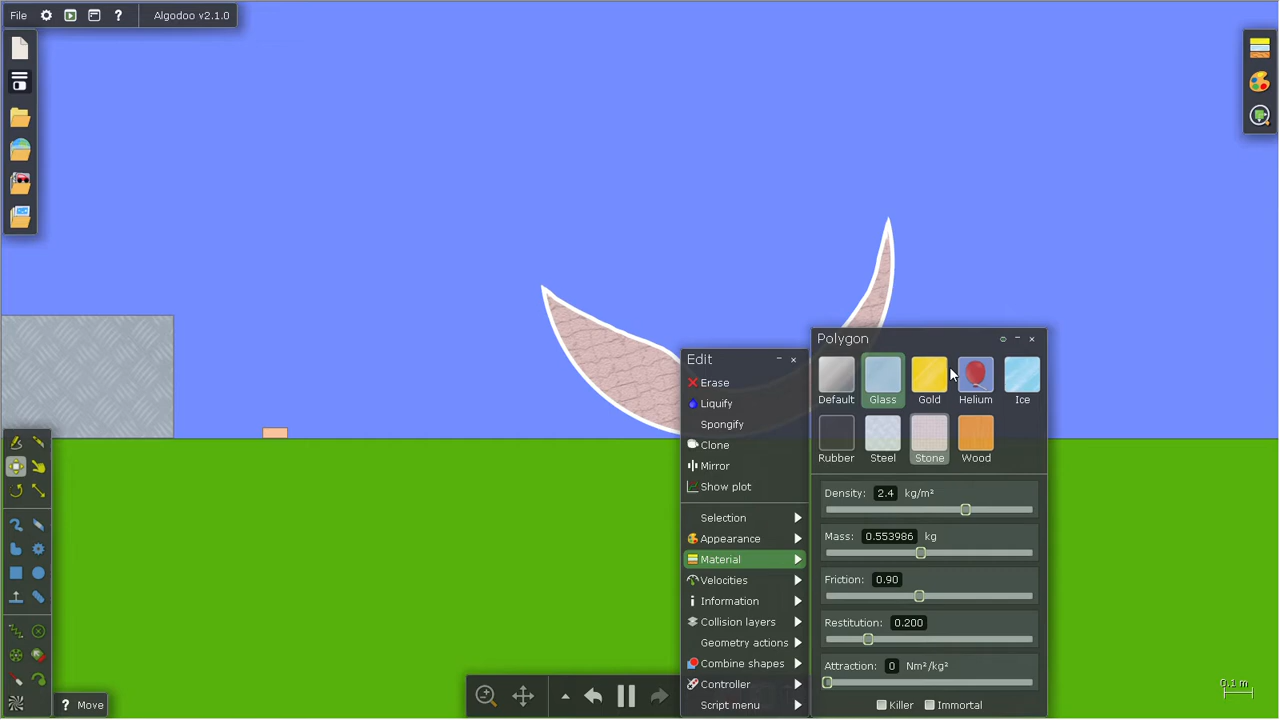 File ? Algodoo v2.1.0
Polygon
Default Glass Gold Helium Ice
Rubber Steel Stone Wood
Density: 2.4 kg/m²
Mass: 0.553986 kg
Friction: 0.90
Restitution: 0.200
Attraction: 0 Nm²/kg²
Killer Immortal
Edit
Erase
Liquify
Spongify
Clone
Mirror
Show plot
Selection
Appearance
Material
Velocities
Information
Collision layers
Geometry actions
Combine shapes
Controller
Script menu
? Move
0.1 m